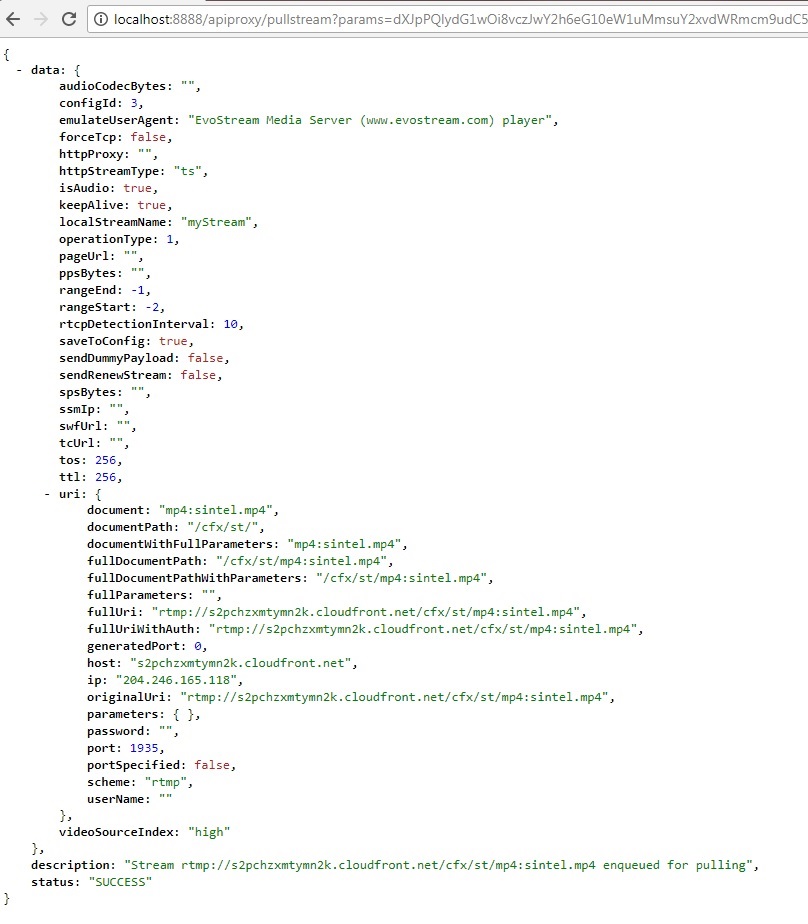 localhost:8888/apiproxy/pullstream?params=dXJpPQlydG1wOi8vczJwY2h6eG10eW1uMmsuY2xvdWRmcm9udC5
{
- data: {
audioCodecBytes: "",
configId: 3,
emulateUserAgent: "EvoStream Media Server (www.evostream.com) player",
forceTcp: false,
httpProxy: "",
httpStreamType: "ts",
isAudio: true,
keepAlive: true,
localStreamName: "myStream",
operationType: 1,
pageUrl: "",
ppsBytes: "",
rangeEnd: -1,
rangeStart: -2,
rtcpDetectionInterval: 10,
saveToConfig: true,
sendDummyPayload: false,
sendRenewStream: false,
spsBytes: "",
ssmIp: "",
swfUrl: "",
tcUrl: "",
tos: 256,
ttl: 256,
- uri: {
document: "mp4:sintel.mp4",
documentPath: "/cfx/st/",
documentWithFullParameters: "mp4:sintel.mp4",
fullDocumentPath: "/cfx/st/mp4:sintel.mp4",
fullDocumentPathWithParameters: "/cfx/st/mp4:sintel.mp4",
fullParameters: "",
fullUri: "rtmp://s2pchzxmtymn2k.cloudfront.net/cfx/st/mp4:sintel.mp4",
fullUriWithAuth: "rtmp://s2pchzxmtymn2k.cloudfront.net/cfx/st/mp4:sintel.mp4",
generatedPort: 0,
host: "s2pchzxmtymn2k.cloudfront.net",
ip: "204.246.165.118",
originalUri: "rtmp://s2pchzxmtymn2k.cloudfront.net/cfx/st/mp4:sintel.mp4",
parameters: { },
password: "",
port: 1935,
portSpecified: false,
scheme: "rtmp",
userName: ""
},
videoSourceIndex: "high"
},
description: "Stream rtmp://s2pchzxmtymn2k.cloudfront.net/cfx/st/mp4:sintel.mp4 enqueued for pulling",
status: "SUCCESS"
}